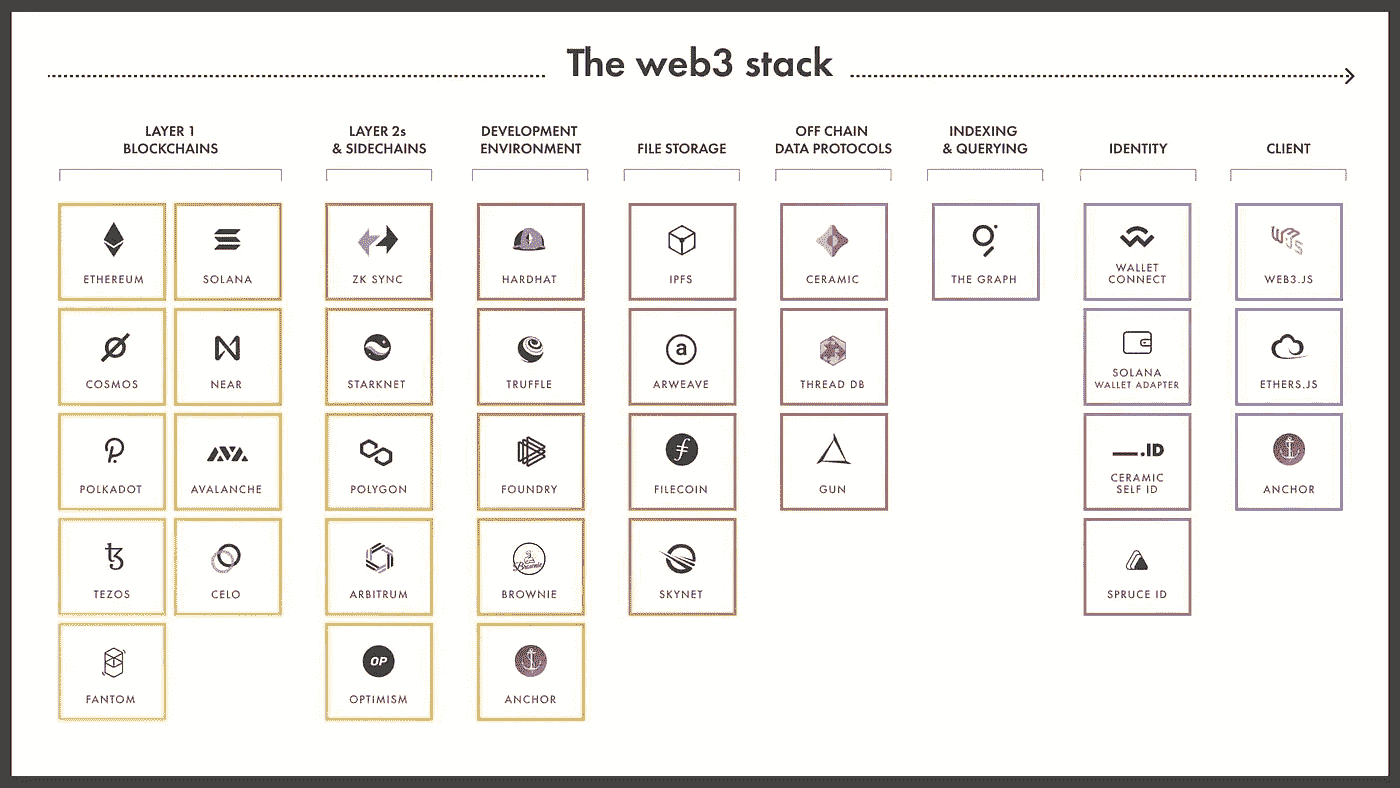 The web3 stack
LAYER 1
BLOCKCHAINS
LAYER 2s
& SIDECHAINS
DEVELOPMENT
ENVIRONMENT
FILE STORAGE
OFF CHAIN
DATA PROTOCOLS
INDEXING
& QUERYING
IDENTITY
CLIENT
ETHEREUM
SOLANA
COSMOS
NEAR
POLKADOT
AVALANCHE
TEZOS
CELO
FANTOM
ZK SYNC
STARKNET
POLYGON
ARBITRUM
OP
OPTIMISM
HARDHAT
TRUFFLE
FOUNDRY
Brownie
BROWNIE
ANCHOR
IPFS
a
ARWEAVE
FILECOIN
SKYNET
CERAMIC
THREAD DB
GUN
THE GRAPH
WALLET
CONNECT
SOLANA
WALLET ADAPTER
.ID
CERAMIC
SELF ID
SPRUCE ID
W3JS
WEB3.JS
ETHERS.JS
ANCHOR